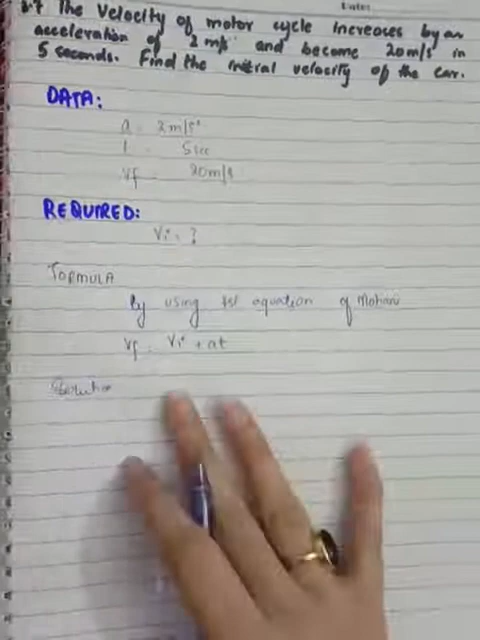 The velocity of motor cycle increases by an
acceleration of 2 m/s² and become 20m/s in
5 seconds. Find the initial velocity of the car.
DATA:
a = 2m/s²
t = 5sec
Vf = 20m/s
REQUIRED:
Vi = ?
FORMULA
by using 1st equation of Motion
Vf = Vi + at
Solution